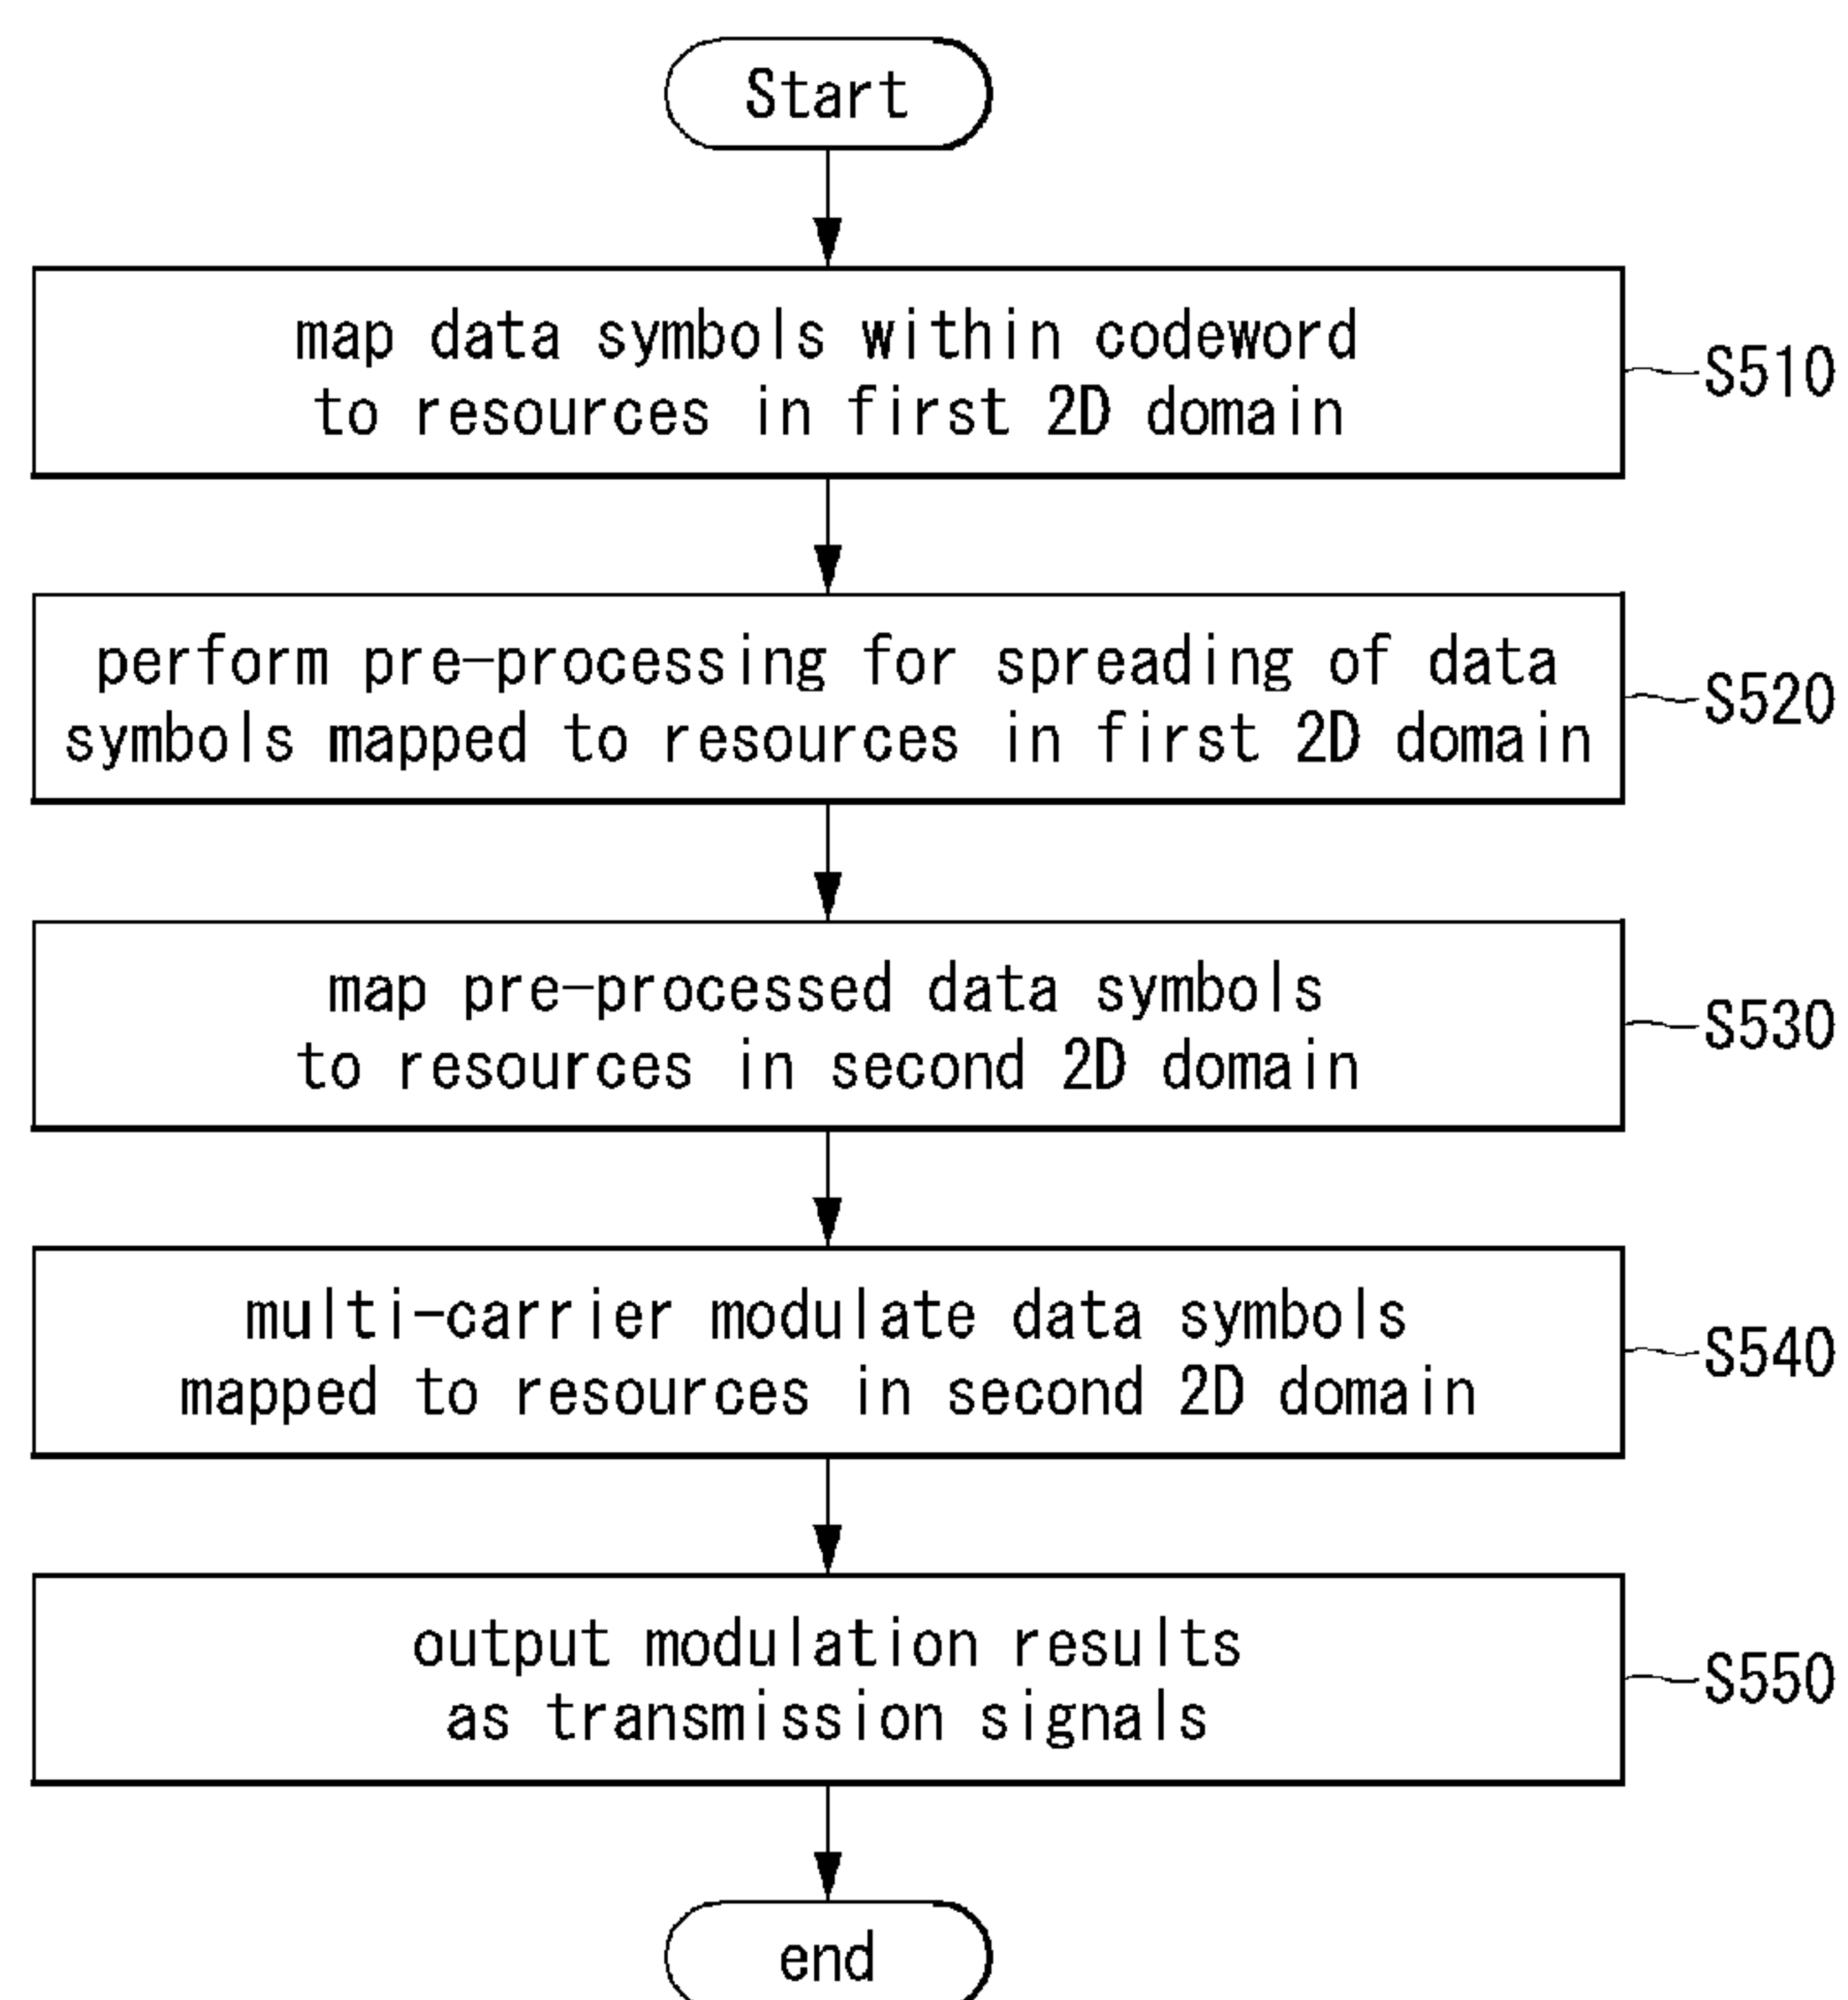 Start
map data symbols within codeword
to resources in first 2D domain
S510
perform pre-processing for spreading of data
symbols mapped to resources in first 2D domain
S520
map pre-processed data symbols
to resources in second 2D domain
S530
multi-carrier modulate data symbols
mapped to resources in second 2D domain
S540
output modulation results
as transmission signals
S550
end